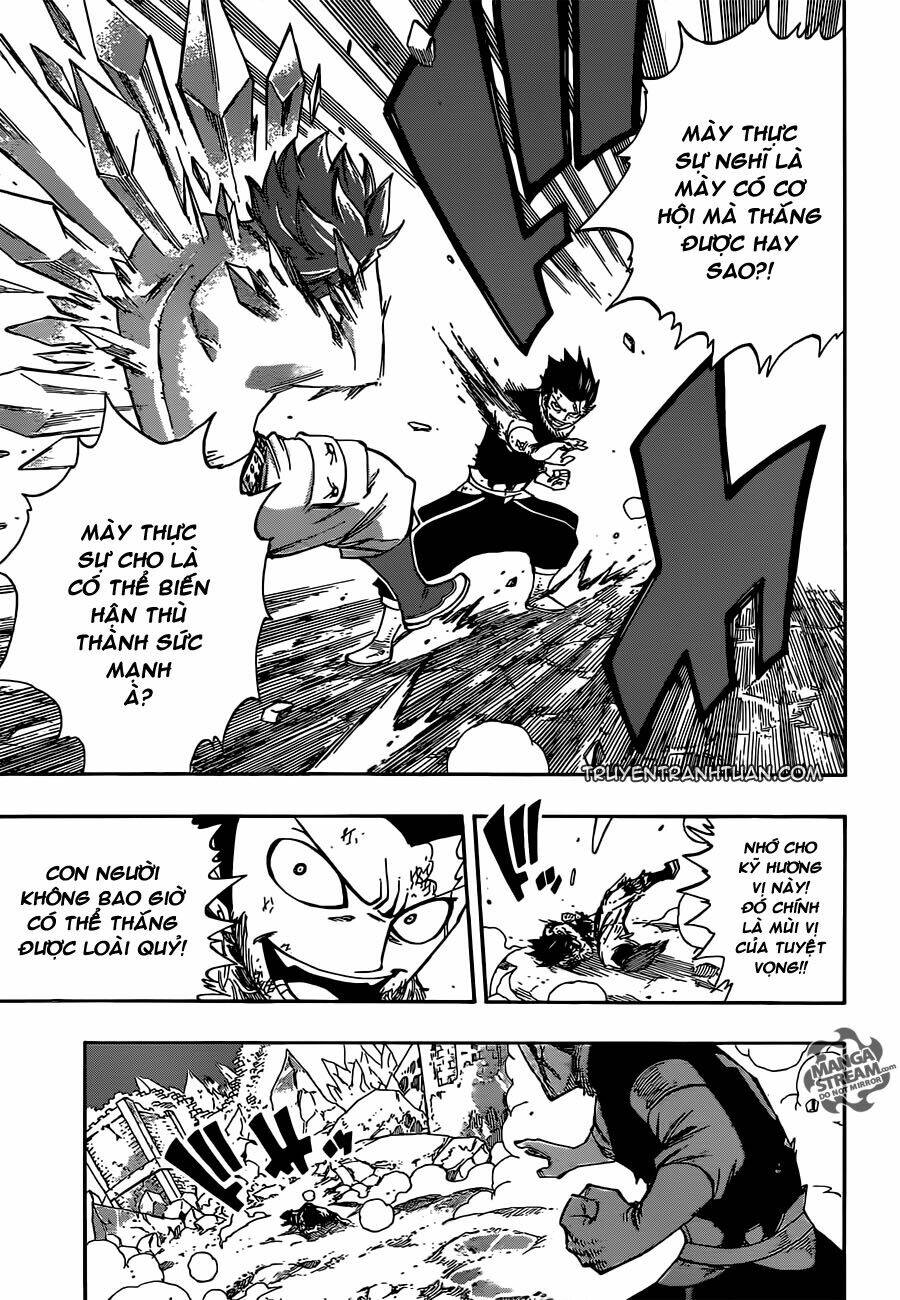 MÀY THỰC
SỰ NGHĨ LÀ
MÀY CÓ CƠ
HỘI MÀ THẮNG
ĐƯỢC HAY
SAO?!
MÀY THỰC
SỰ CHO LÀ
CÓ THỂ BIẾN
HẬN THÙ
THÀNH SỨC
MẠNH
À?
TRUYENTRANHTUAN.COM
NHỚ CHO
KỸ HƯƠNG
VỊ NÀY!
ĐÓ CHÍNH
LÀ MÙI VỊ
CỦA TUYỆT
VỌNG!!
CON NGƯỜI
KHÔNG BAO GIỜ
CÓ THỂ THẮNG
ĐƯỢC LOÀI QUỶ!
MANGA
STREAM.com
DO NOT MIRROR